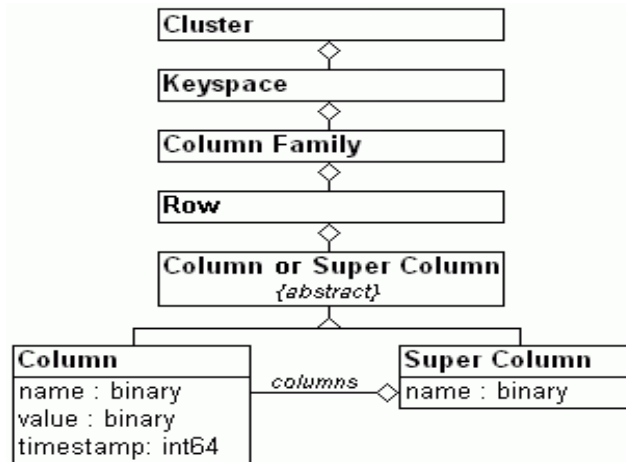 Cluster
Keyspace
Column Family
Row
Column or Super Column
{abstract}
Column
name : binary
value : binary
timestamp: int64
columns
Super Column
name : binary